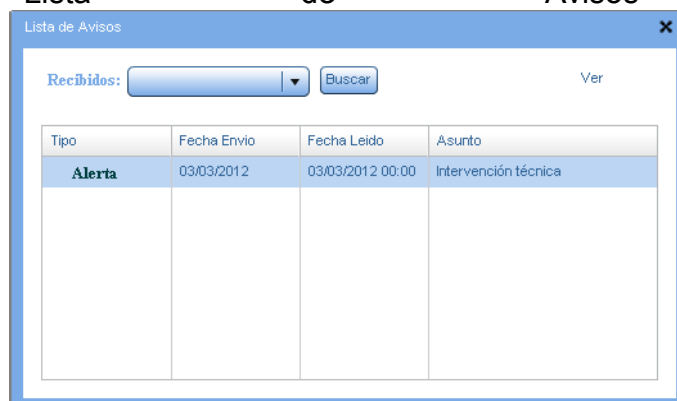 Lista de Avisos
Lista de Avisos
Recibidos: Buscar Ver
Tipo Fecha Envio Fecha Leido Asunto
Alerta 03/03/2012 03/03/2012 00:00 Intervención técnica